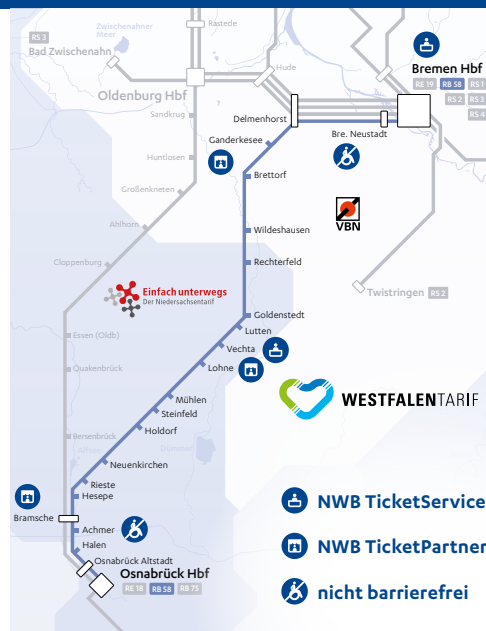 Zwischenahner
Meer
Rastede
RS 3
Bad Zwischenahn
Hude
Bremen Hbf
RE 19 RB 58 RS 1
RS 2 RS 3
RS 4
Oldenburg Hbf
Sandkrug
Delmenhorst
Bre. Neustadt
Ganderkesee
Huntlosen
Brettorf
Großenkneten
VBN
Ahlhorn
Wildeshausen
Cloppenburg
Rechterfeld
Einfach unterwegs
Der Niedersachsentarif
Twistringen RS 2
Goldenstedt
Lutten
Essen (Oldb)
Vechta
Lohne
Quakenbrück
Mühlen
WESTFALENTARIF
Steinfeld
Holdorf
Bersenbrück
Neuenkirchen
Rieste
Hesepe
NWB TicketService
Bramsche
Achmer
Halen
NWB TicketPartner
Osnabrück Altstadt
Osnabrück Hbf
RE 18 RB 58 RB 75
nicht barrierefrei